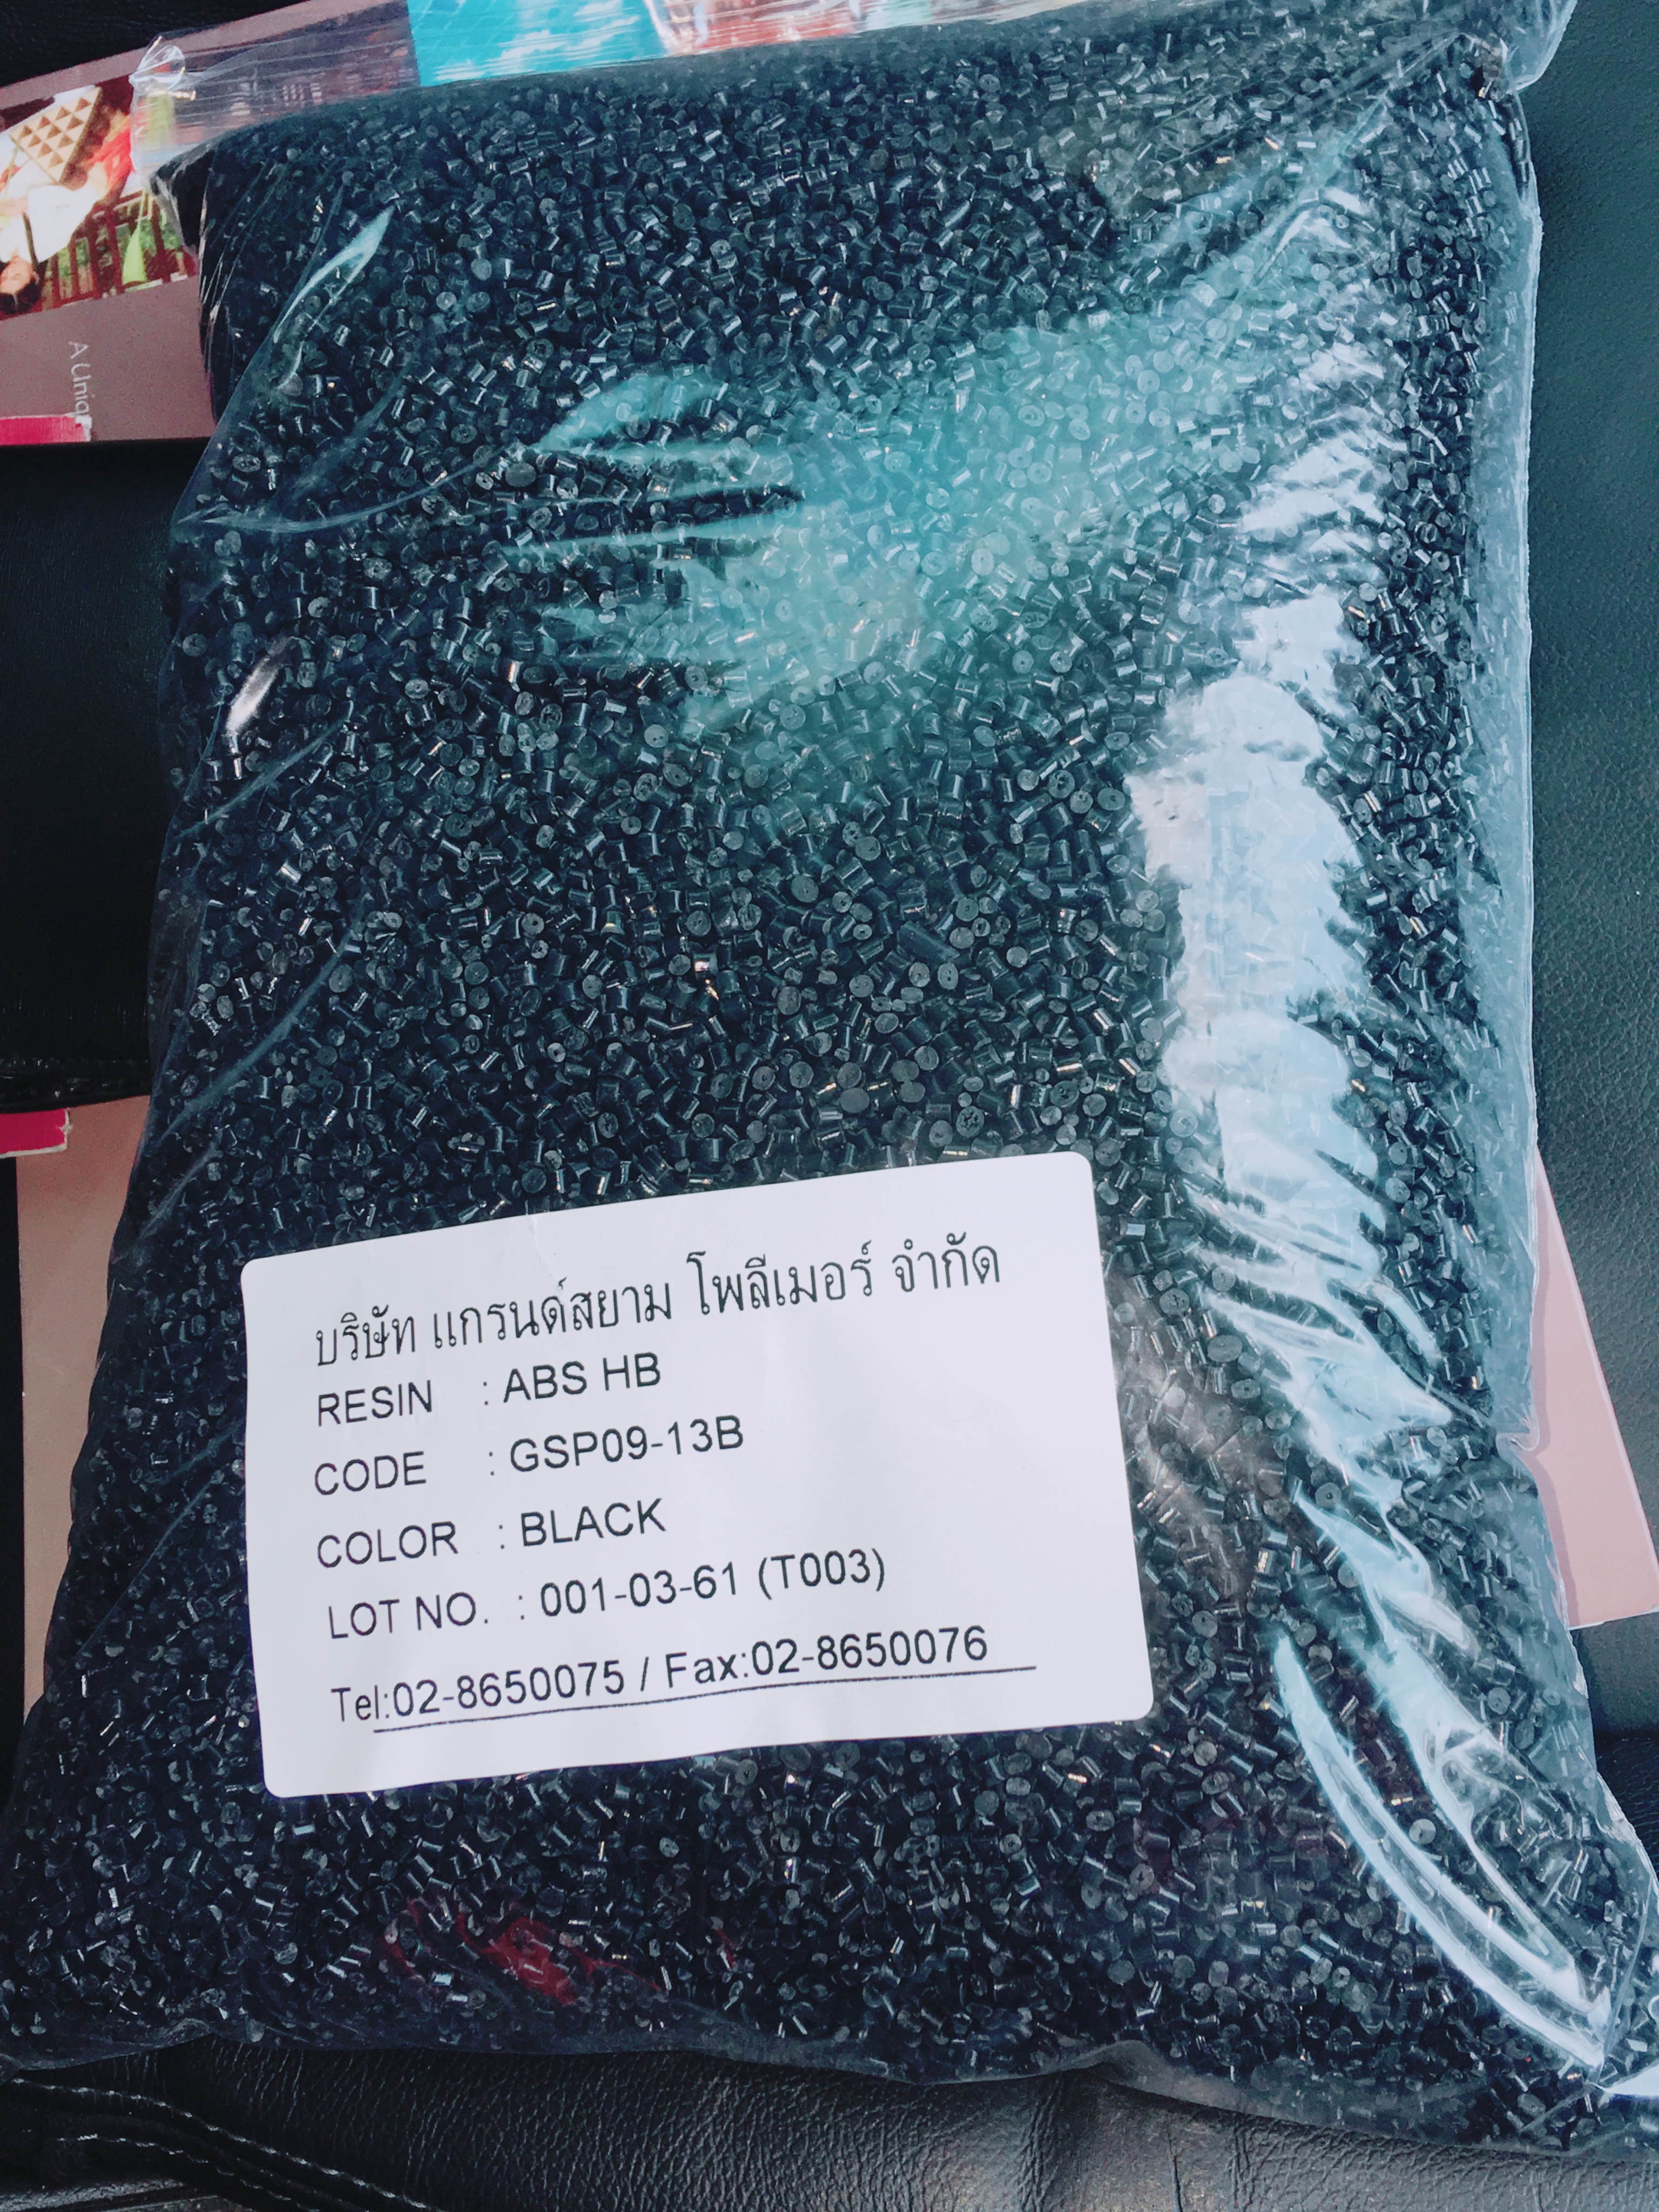 A Uniq
บริษัท แกรนด์สยาม โพลีเมอร์ จำกัด
RESIN : ABS HB
CODE : GSP09-13B
COLOR : BLACK
LOT NO. : 001-03-61 (T003)
Tel:02-8650075 / Fax:02-8650076